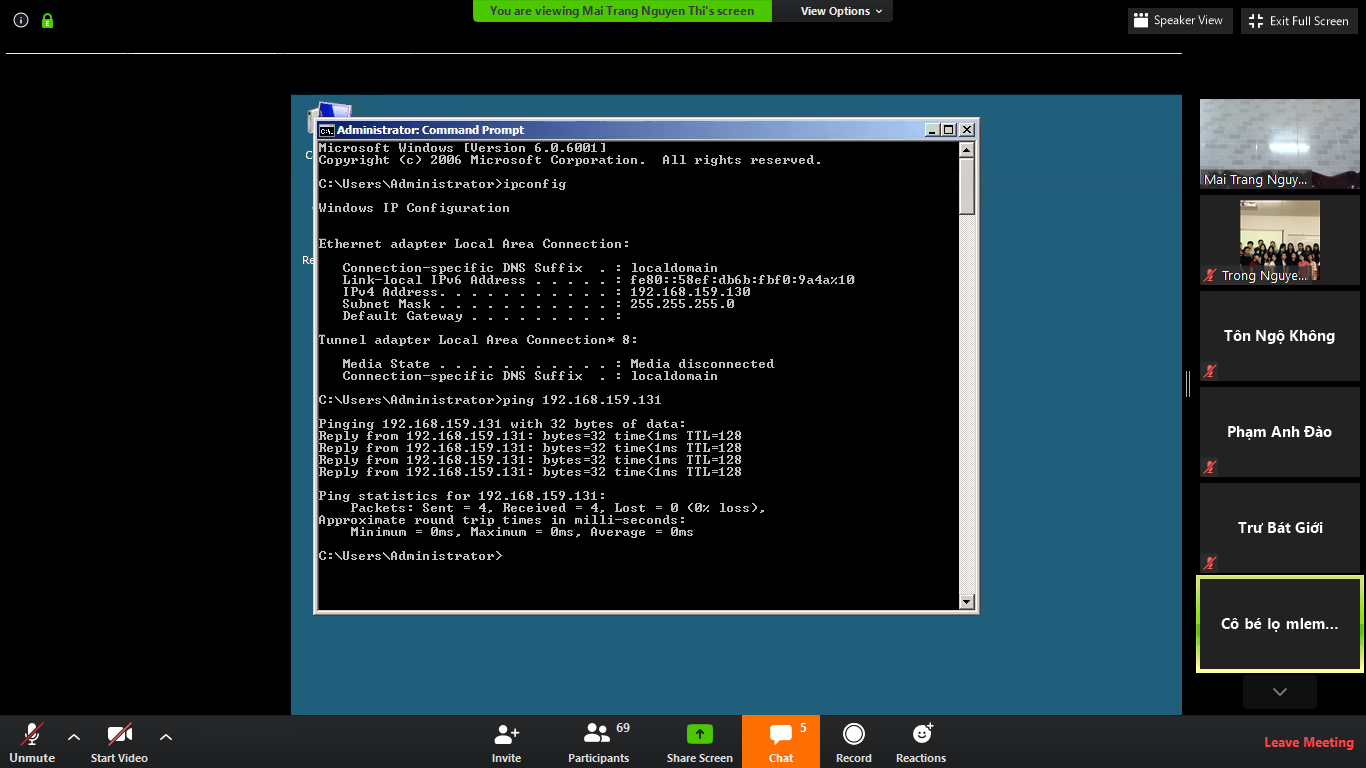 You are viewing Mai Trang Nguyen Thi's screen
View Options
Speaker View
Exit Full Screen
Administrator: Command Prompt
Microsoft Windows [Version 6.0.6001]
Copyright (c) 2006 Microsoft Corporation.  All rights reserved.
C:\Users\Administrator>ipconfig
Windows IP Configuration
Ethernet adapter Local Area Connection:
Connection-specific DNS Suffix  . : localdomain
Link-local IPv6 Address . . . . . : fe80::58ef:db6b:fbf0:9a4a%10
IPv4 Address. . . . . . . . . . . : 192.168.159.130
Subnet Mask . . . . . . . . . . . : 255.255.255.0
Default Gateway . . . . . . . . . :
Tunnel adapter Local Area Connection* 8:
Media State . . . . . . . . . . . : Media disconnected
Connection-specific DNS Suffix  . : localdomain
C:\Users\Administrator>ping 192.168.159.131
Pinging 192.168.159.131 with 32 bytes of data:
Reply from 192.168.159.131: bytes=32 time<1ms TTL=128
Reply from 192.168.159.131: bytes=32 time<1ms TTL=128
Reply from 192.168.159.131: bytes=32 time<1ms TTL=128
Reply from 192.168.159.131: bytes=32 time<1ms TTL=128
Ping statistics for 192.168.159.131:
Packets: Sent = 4, Received = 4, Lost = 0 (0% loss),
Approximate round trip times in milli-seconds:
Minimum = 0ms, Maximum = 0ms, Average = 0ms
C:\Users\Administrator>
Mai Trang Nguy...
Trong Nguye...
Tôn Ngộ Không
Phạm Anh Đào
Trư Bát Giới
Cô bé lọ mlem...
Unmute
Start Video
Invite
Participants 69
Share Screen
Chat 5
Record
Reactions
Leave Meeting